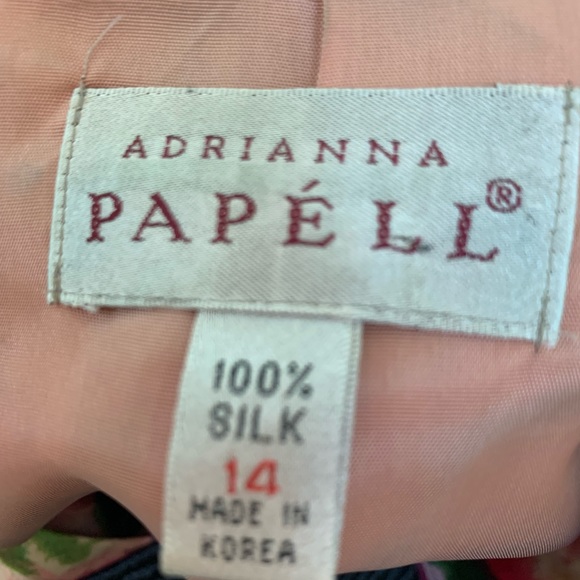 ADRIANNA
PAPÉLL®
100%
SILK
14
MADE IN
KOREA